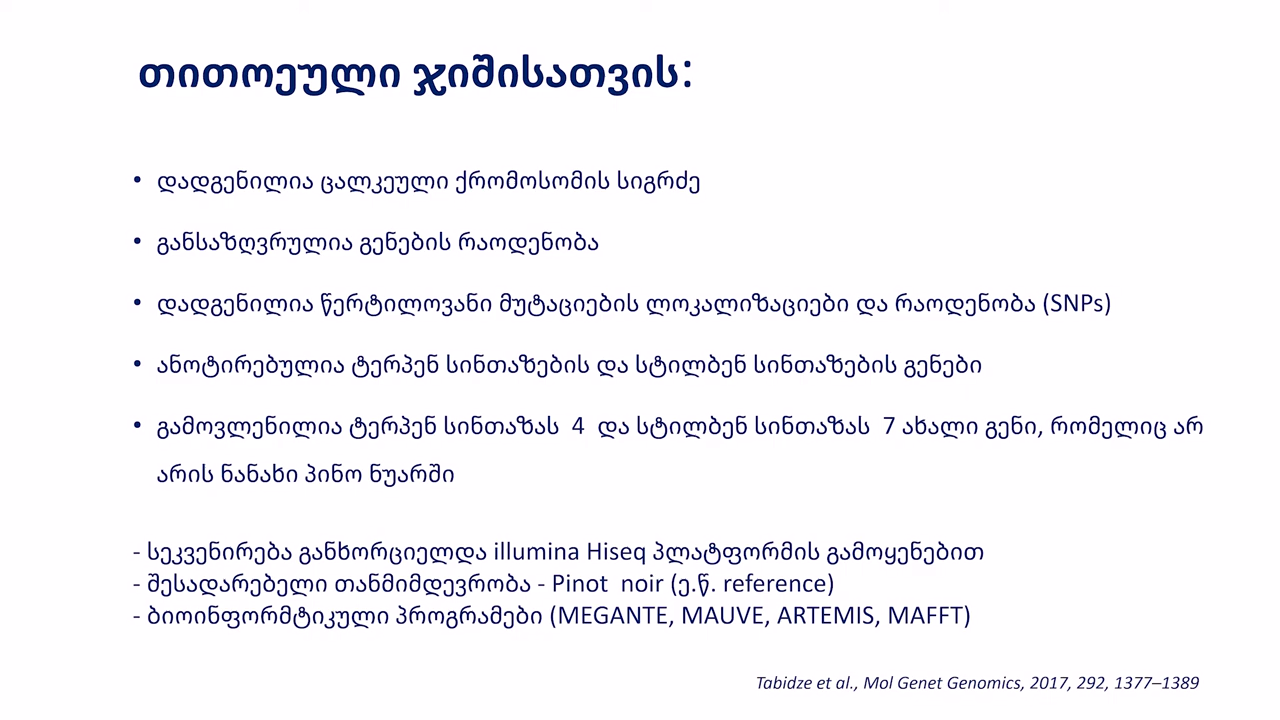 თითოეული ჯიშისათვის:
• დადგენილია ცალკეული ქრომოსომის სიგრძე
• განსაზღვრულია გენების რაოდენობა
• დადგენილია წერტილოვანი მუტაციების ლოკალიზაციები და რაოდენობა (SNPs)
• ანოტირებულია ტერპენ სინთაზების და სტილბენ სინთაზების გენები
• გამოვლენილია ტერპენ სინთაზას 4 და სტილბენ სინთაზას 7 ახალი გენი, რომელიც არ
არის ნანახი პინო ნუარში
- სეკვენირება განხორციელდა illumina Hiseq პლატფორმის გამოყენებით
- შესადარებელი თანმიმდევრობა - Pinot noir (ე.წ. reference)
- ბიოინფორმტიკული პროგრამები (MEGANTE, MAUVE, ARTEMIS, MAFFT)
Tabidze et al., Mol Genet Genomics, 2017, 292, 1377–1389